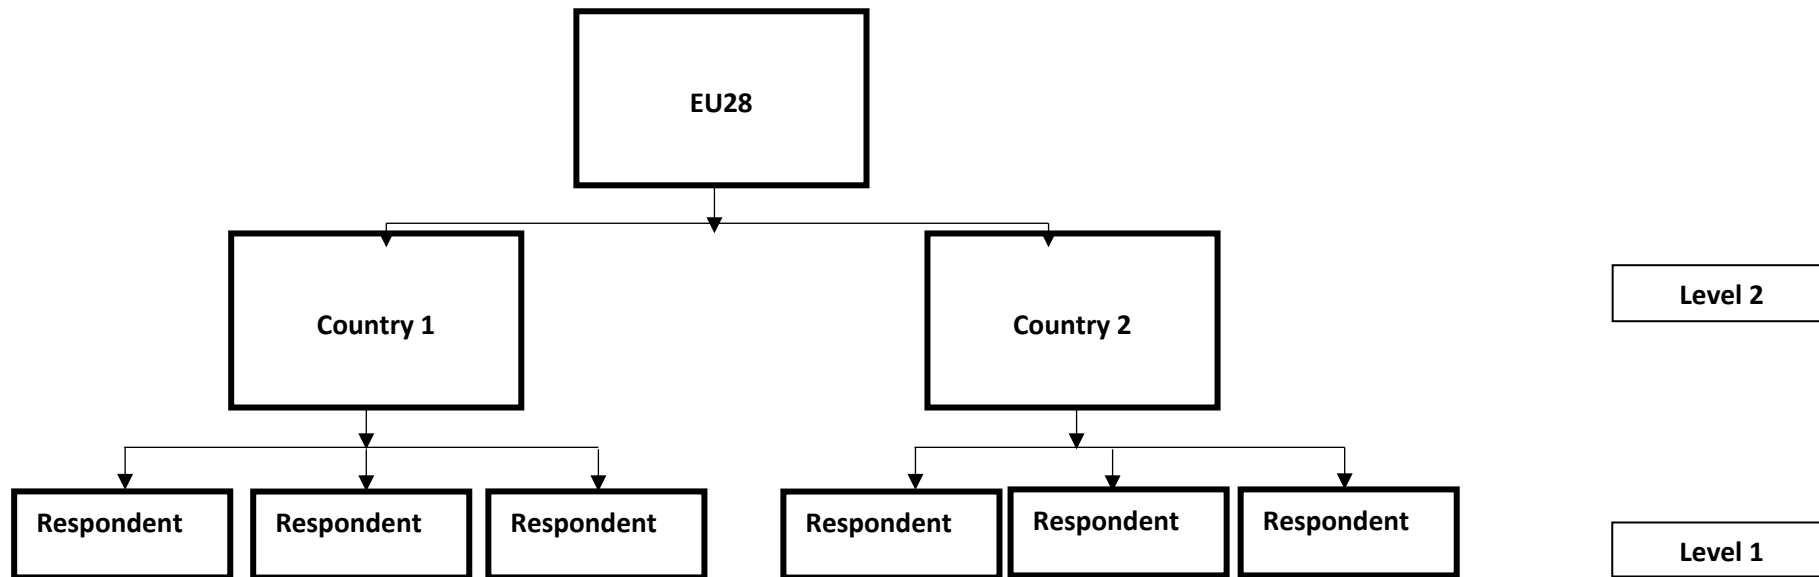 EU28
Country 1
Country 2
Level 2
Respondent
Respondent
Respondent
Respondent
Respondent
Respondent
Level 1